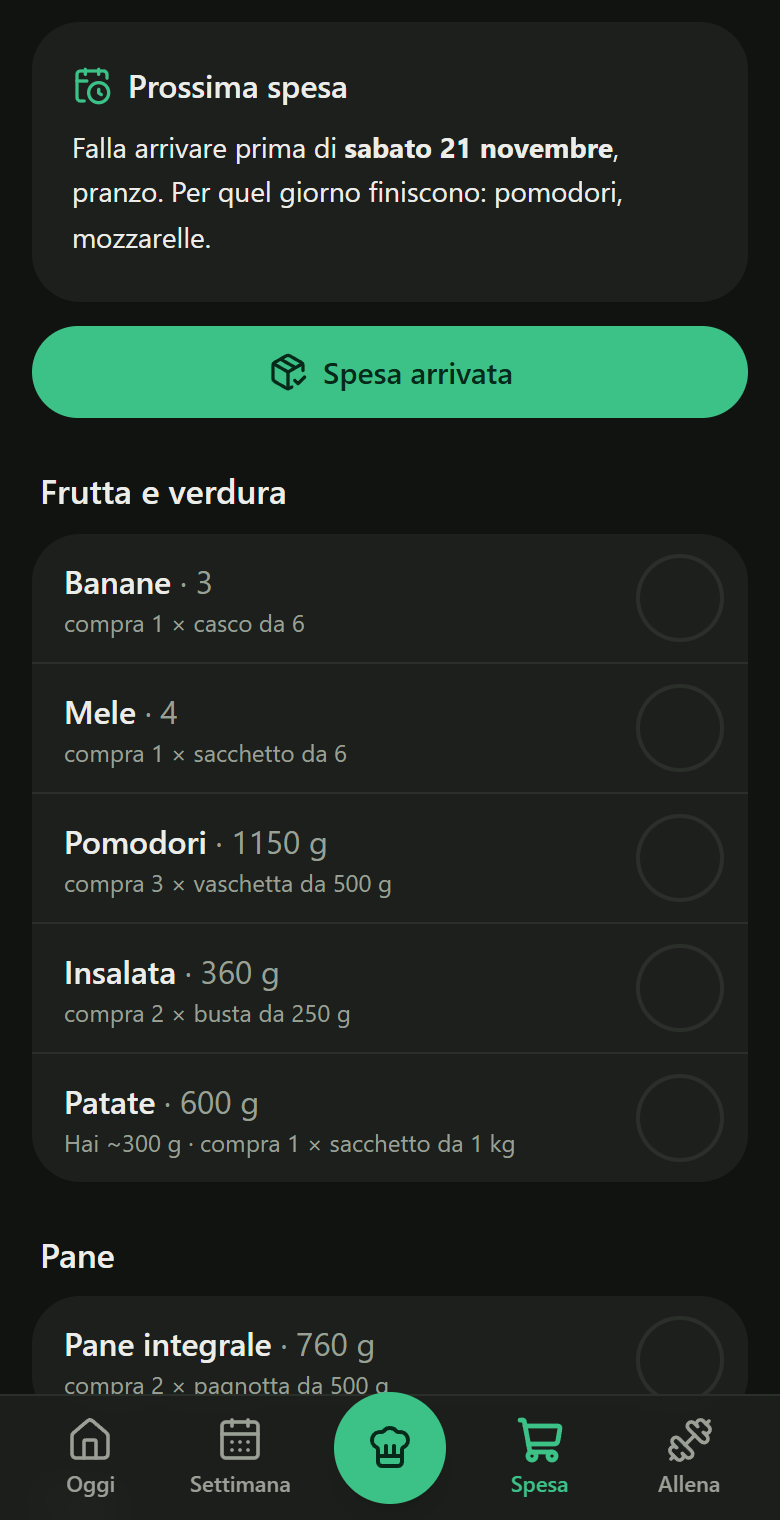 Prossima spesa
Falla arrivare prima di sabato 21 novembre,
pranzo. Per quel giorno finiscono: pomodori,
mozzarelle.
Spesa arrivata
Frutta e verdura
Banane · 3
compra 1 × casco da 6
Mele · 4
compra 1 × sacchetto da 6
Pomodori · 1150 g
compra 3 × vaschetta da 500 g
Insalata · 360 g
compra 2 × busta da 250 g
Patate · 600 g
Hai ~300 g · compra 1 × sacchetto da 1 kg
Pane
Pane integrale · 760 g
compra 2 × pagnotta da 500 g
Oggi
Settimana
Spesa
Allena